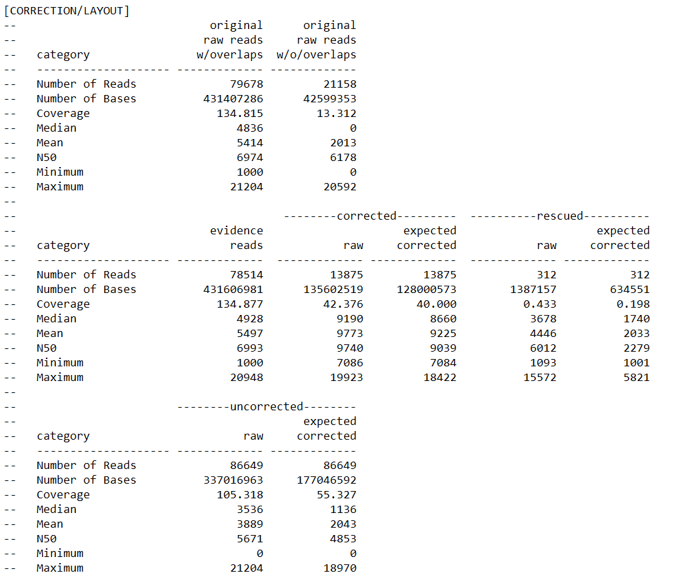 [CORRECTION/LAYOUT]
--                             original      original
--                            raw reads     raw reads
--   category                w/overlaps  w/o/overlaps
--   -------------------- ------------- -------------
--   Number of Reads              79678         21158
--   Number of Bases          431407286      42599353
--   Coverage                   134.815        13.312
--   Median                        4836             0
--   Mean                          5414          2013
--   N50                           6974          6178
--   Minimum                       1000             0
--   Maximum                      21204         20592
--
--                                        --------corrected---------  ----------rescued----------
--                             evidence                     expected                     expected
--   category                     reads            raw     corrected            raw     corrected
--   -------------------- -------------  ------------- -------------  ------------- -------------
--   Number of Reads              78514          13875         13875            312           312
--   Number of Bases          431606981      135602519     128000573        1387157        634551
--   Coverage                   134.877         42.376        40.000          0.433         0.198
--   Median                        4928           9190          8660           3678          1740
--   Mean                          5497           9773          9225           4446          2033
--   N50                           6993           9740          9039           6012          2279
--   Minimum                       1000           7086          7084           1093          1001
--   Maximum                      20948          19923         18422          15572          5821
--
--                        --------uncorrected--------
--                                           expected
--   category                       raw     corrected
--   -------------------- ------------- -------------
--   Number of Reads              86649         86649
--   Number of Bases          337016963     177046592
--   Coverage                   105.318        55.327
--   Median                        3536          1136
--   Mean                          3889          2043
--   N50                           5671          4853
--   Minimum                          0             0
--   Maximum                      21204         18970